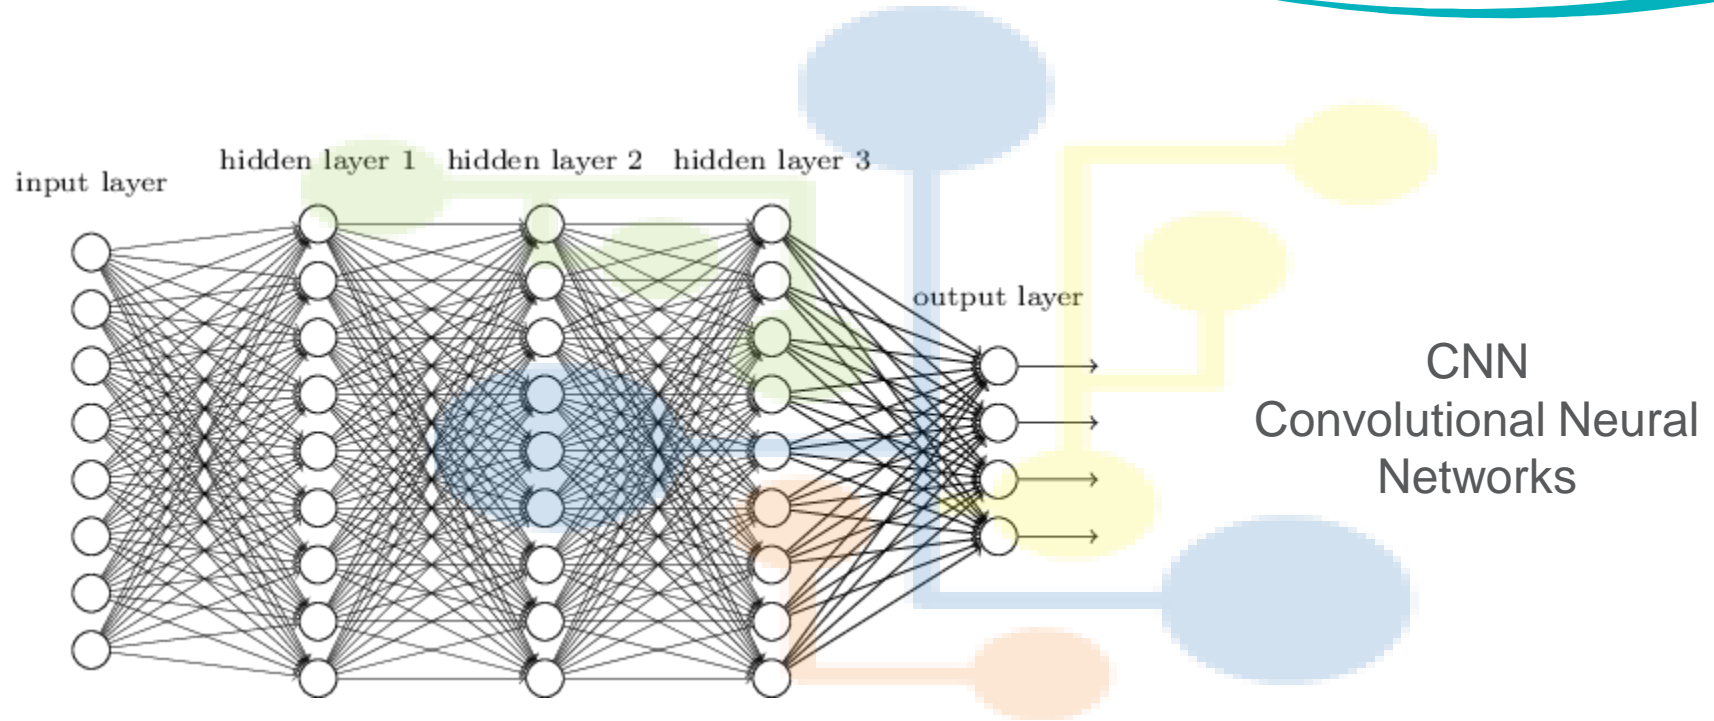 input layer
hidden layer 1
hidden layer 2
hidden layer 3
output layer
CNN
Convolutional Neural
Networks